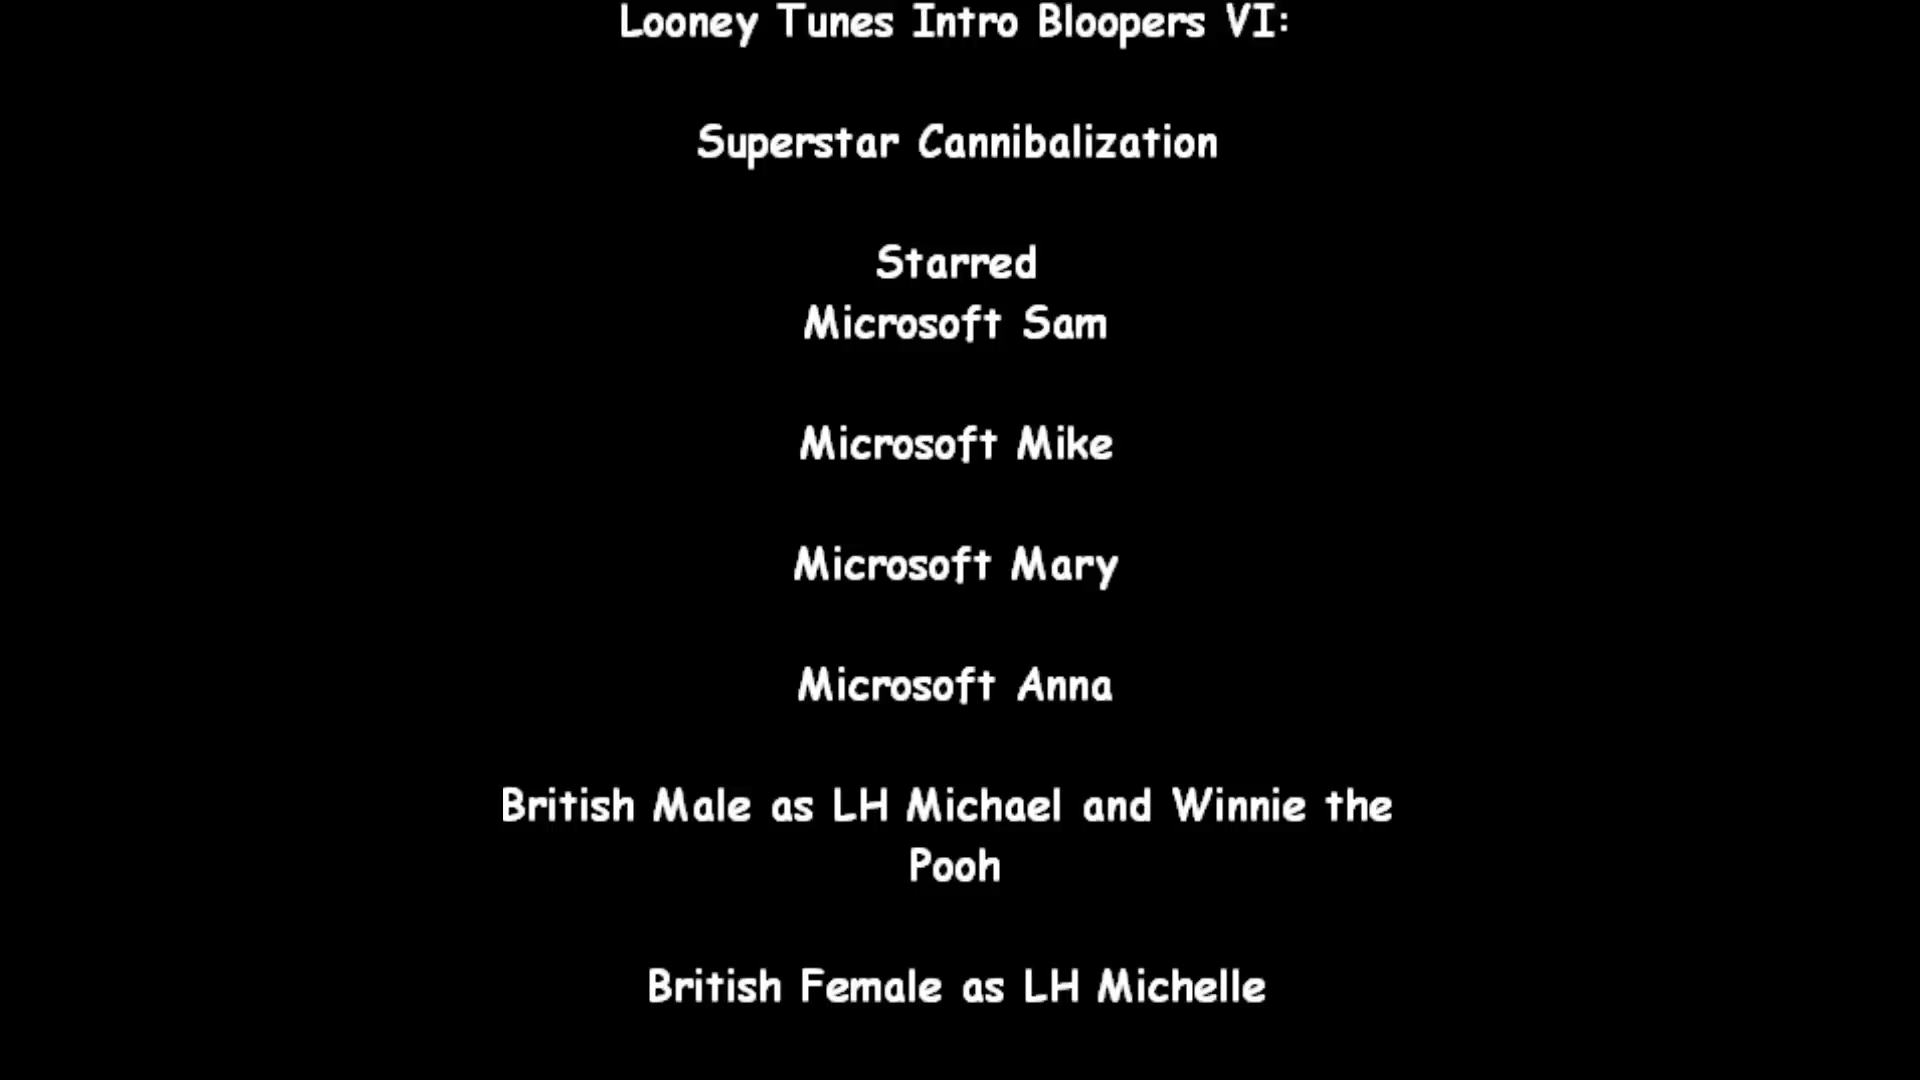 Looney Tunes Intro Bloopers VI:
Superstar Cannibalization
Starred
Microsoft Sam
Microsoft Mike
Microsoft Mary
Microsoft Anna
British Male as LH Michael and Winnie the
Pooh
British Female as LH Michelle